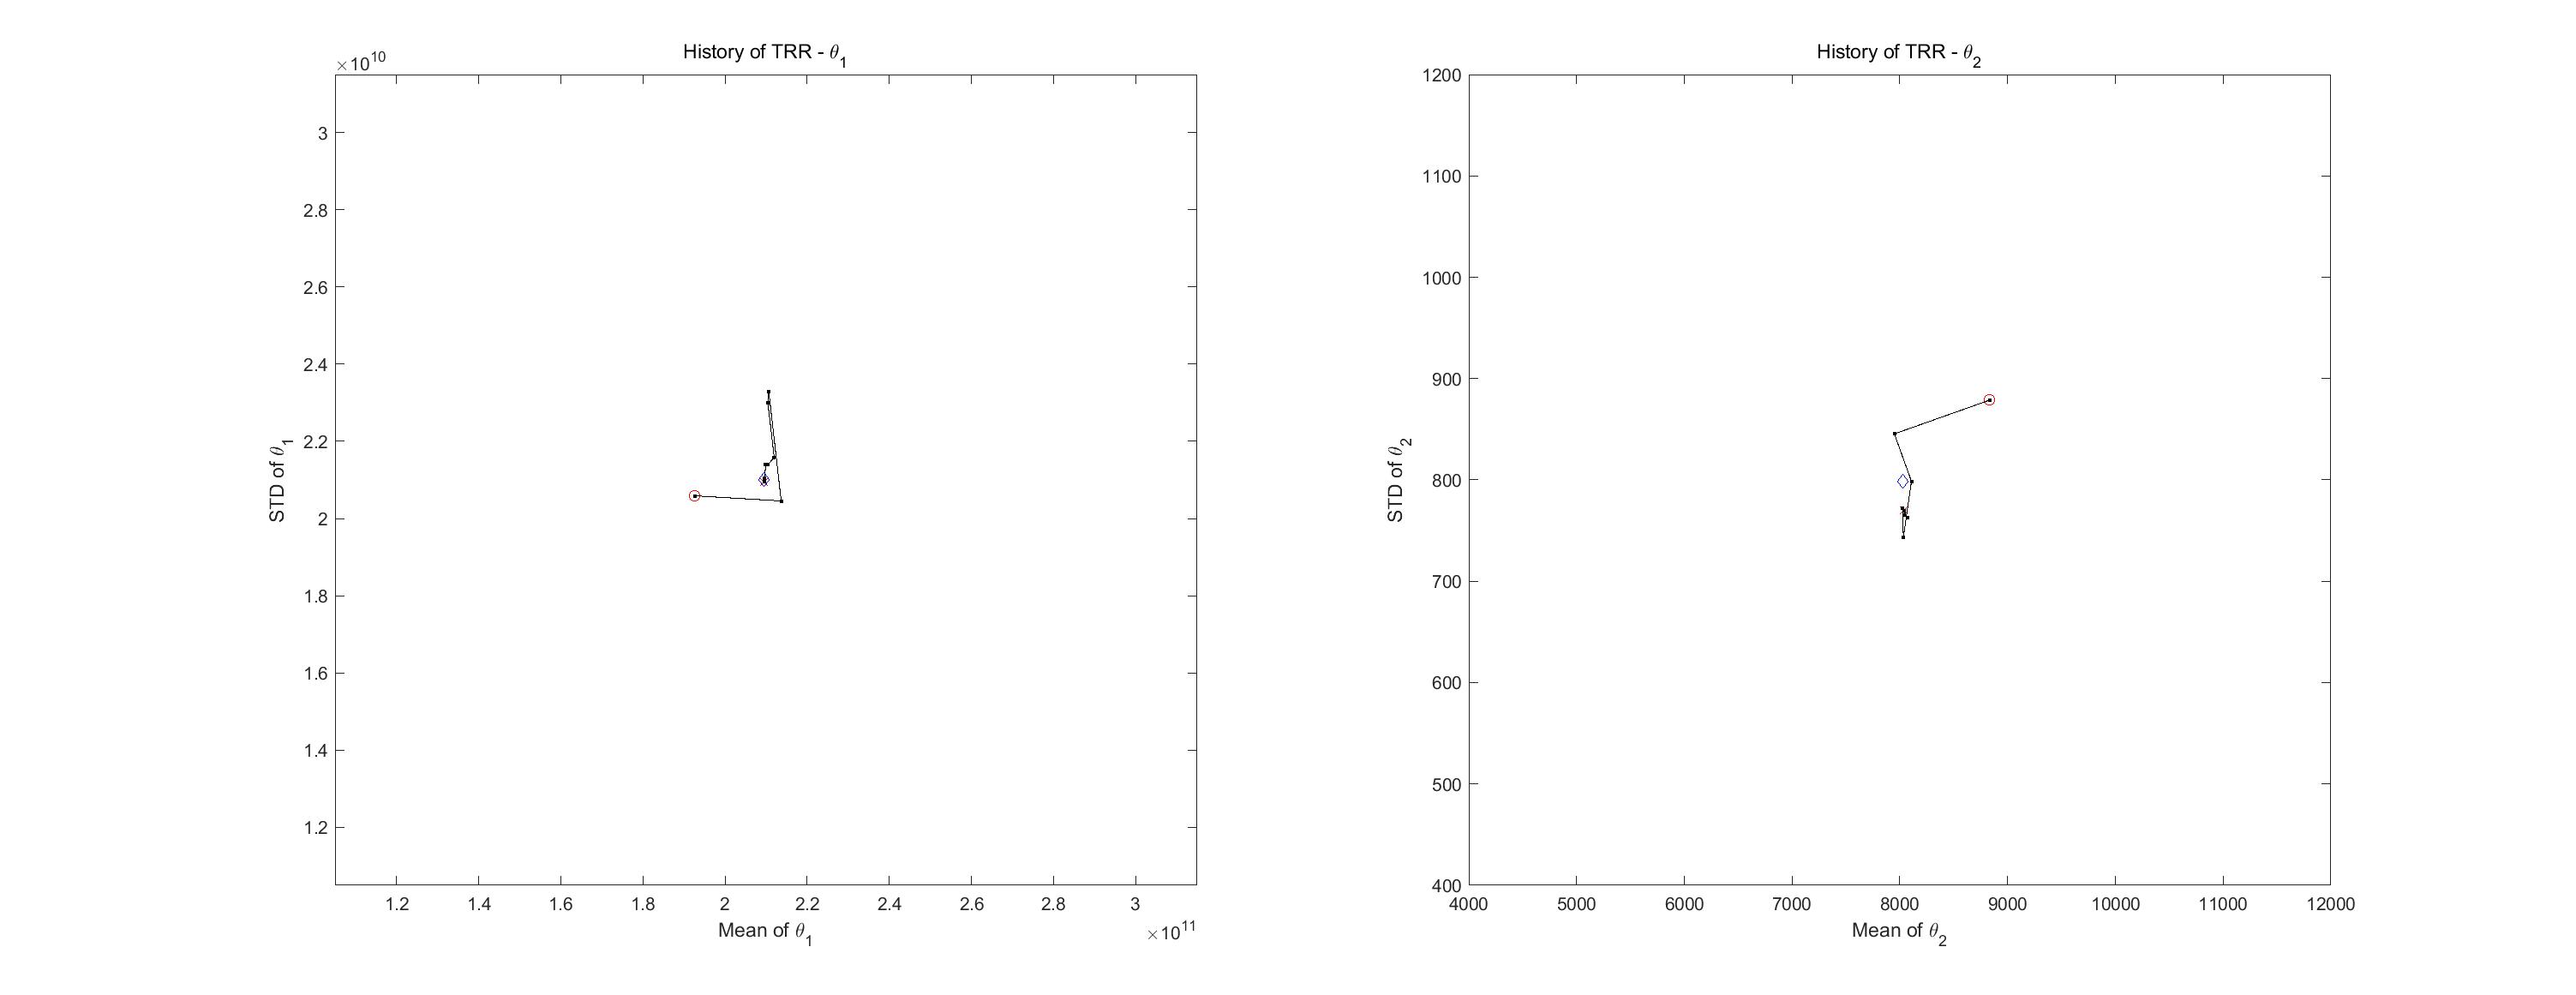 History of TRR - θ1
×10^10
3
2.8
2.6
2.4
2.2
2
1.8
1.6
1.4
1.2
STD of θ1
1.2 1.4 1.6 1.8 2 2.2 2.4 2.6 2.8 3
Mean of θ1
×10^11
History of TRR - θ2
1200
1100
1000
900
800
700
600
500
400
STD of θ2
4000 5000 6000 7000 8000 9000 10000 11000 12000
Mean of θ2